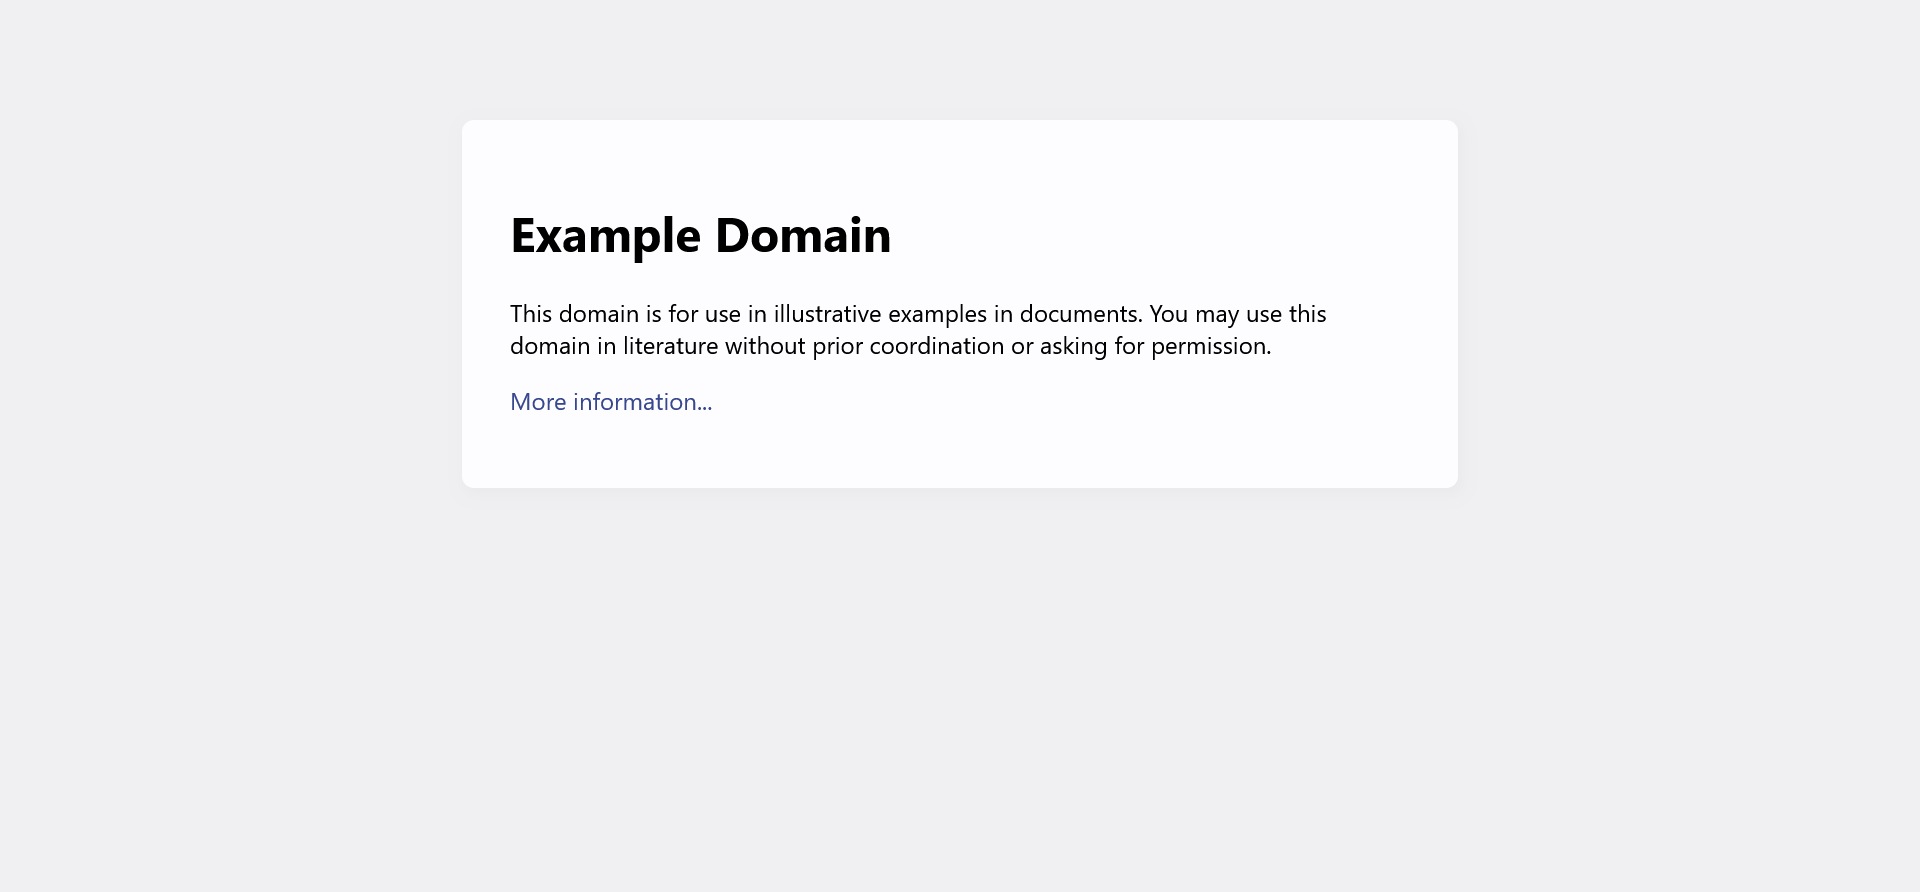 Example Domain
This domain is for use in illustrative examples in documents. You may use this
domain in literature without prior coordination or asking for permission.
More information...